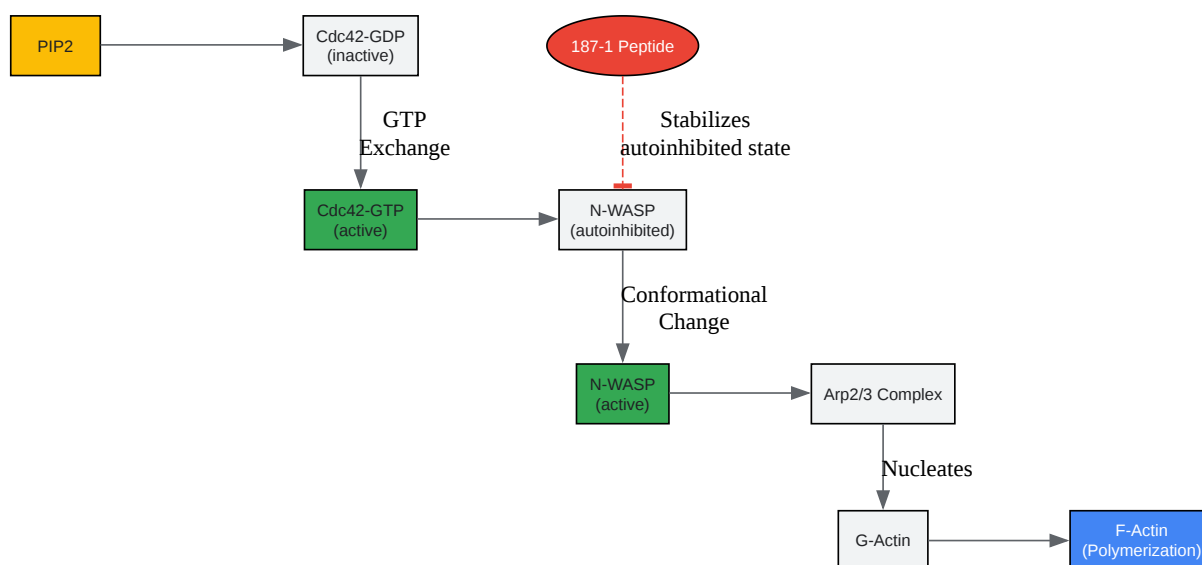 PIP2
Cdc42-GDP
(inactive)
187-1 Peptide
GTP
Exchange
Stabilizes
autoinhibited state
Cdc42-GTP
(active)
N-WASP
(autoinhibited)
Conformational
Change
N-WASP
(active)
Arp2/3 Complex
Nucleates
G-Actin
F-Actin
(Polymerization)